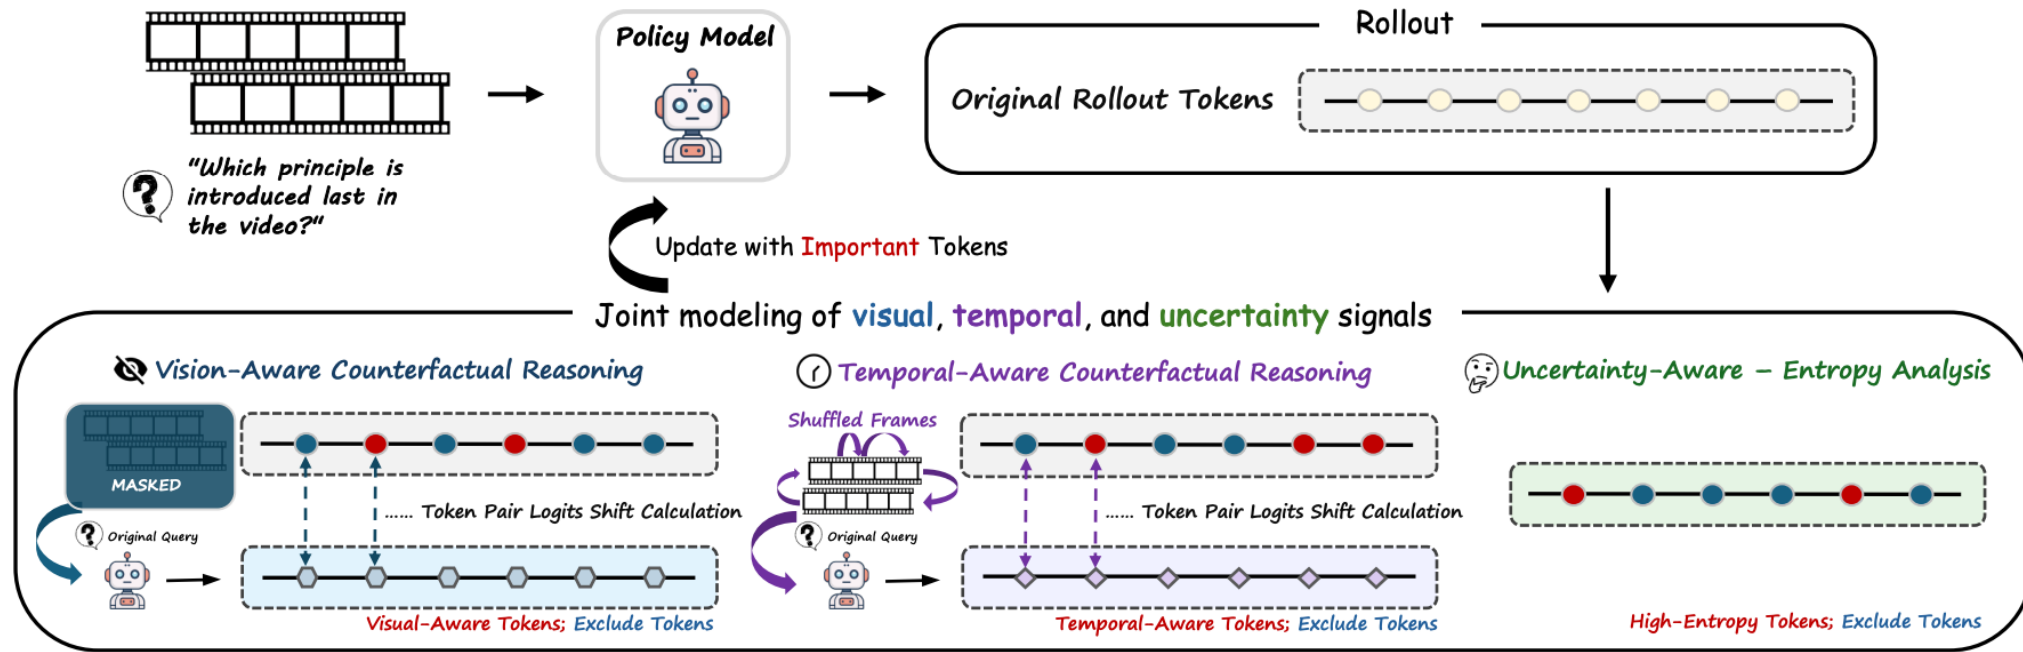 Policy Model
Rollout
Original Rollout Tokens
"Which principle is
introduced last in
the video?"
Update with Important Tokens
Joint modeling of visual, temporal, and uncertainty signals
Vision-Aware Counterfactual Reasoning
MASKED
...... Token Pair Logits Shift Calculation
? Original Query
Visual-Aware Tokens; Exclude Tokens
Temporal-Aware Counterfactual Reasoning
Shuffled Frames
...... Token Pair Logits Shift Calculation
? Original Query
Temporal-Aware Tokens; Exclude Tokens
Uncertainty-Aware – Entropy Analysis
High-Entropy Tokens; Exclude Tokens